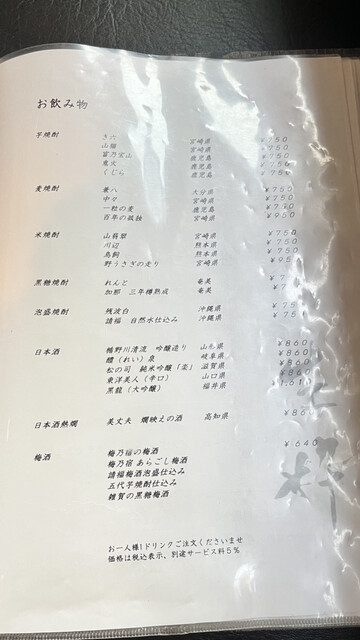 お飲み物
芋焼酎 き六 宮崎県 ¥750
山猫 宮崎県 ¥750
富乃宝山 鹿児島 ¥750
鬼火 鹿児島 ¥750
くじら 鹿児島 ¥750
麦焼酎 兼八 大分県 ¥750
中々 宮崎県 ¥750
一粒の麦 鹿児島
百年の孤独 宮崎県 ¥950
米焼酎 山翡翠 宮崎県 ¥750
川辺 熊本県 ¥750
鳥飼 熊本県
野うさぎの走り 宮崎県
黒糖焼酎 れんと 奄美
加那 三年樽熟成 奄美
泡盛焼酎 残波白 沖縄県
請福 自然水仕込み 沖縄県
日本酒 幡野川清流 吟醸造り ¥860
醴(れい)泉 岐阜県 ¥860
松の司 純米吟醸「楽」 滋賀県 ¥860
東洋美人(辛口) 山口県 ¥860
黒龍(大吟醸) 福井県 ¥1,610
日本酒熱燗 美丈夫 燗映えの酒 高知県 ¥860
梅酒 梅乃宿の梅酒 ¥640
梅乃宿 あらごし梅酒
請福梅酒泡盛仕込み
五代芋焼酎仕込み
雑賀の黒糖梅酒
お一人様1ドリンクご注文くださいませ
価格は税込表示、別途サービス料5%